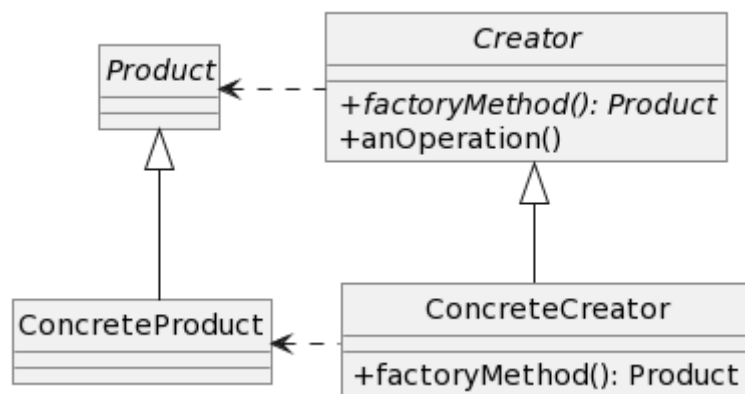 Product
Creator
+factoryMethod(): Product
+anOperation()
ConcreteProduct
ConcreteCreator
+factoryMethod(): Product